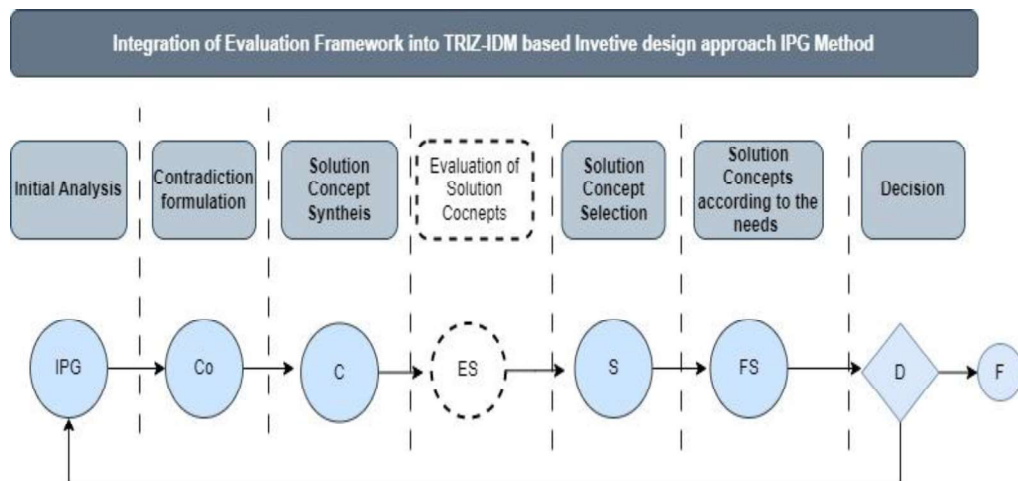 Integration of Evaluation Framework into TRIZ-IDM based Invetive design approach IPG Method
Initial Analysis
Contradiction
formulation
Solution
Concept
Syntheis
Evaluation of
Solution
Cocnepts
Solution
Concept
Selection
Solution
Concepts
according to the
needs
Decision
IPG
Co
C
ES
S
FS
D
F